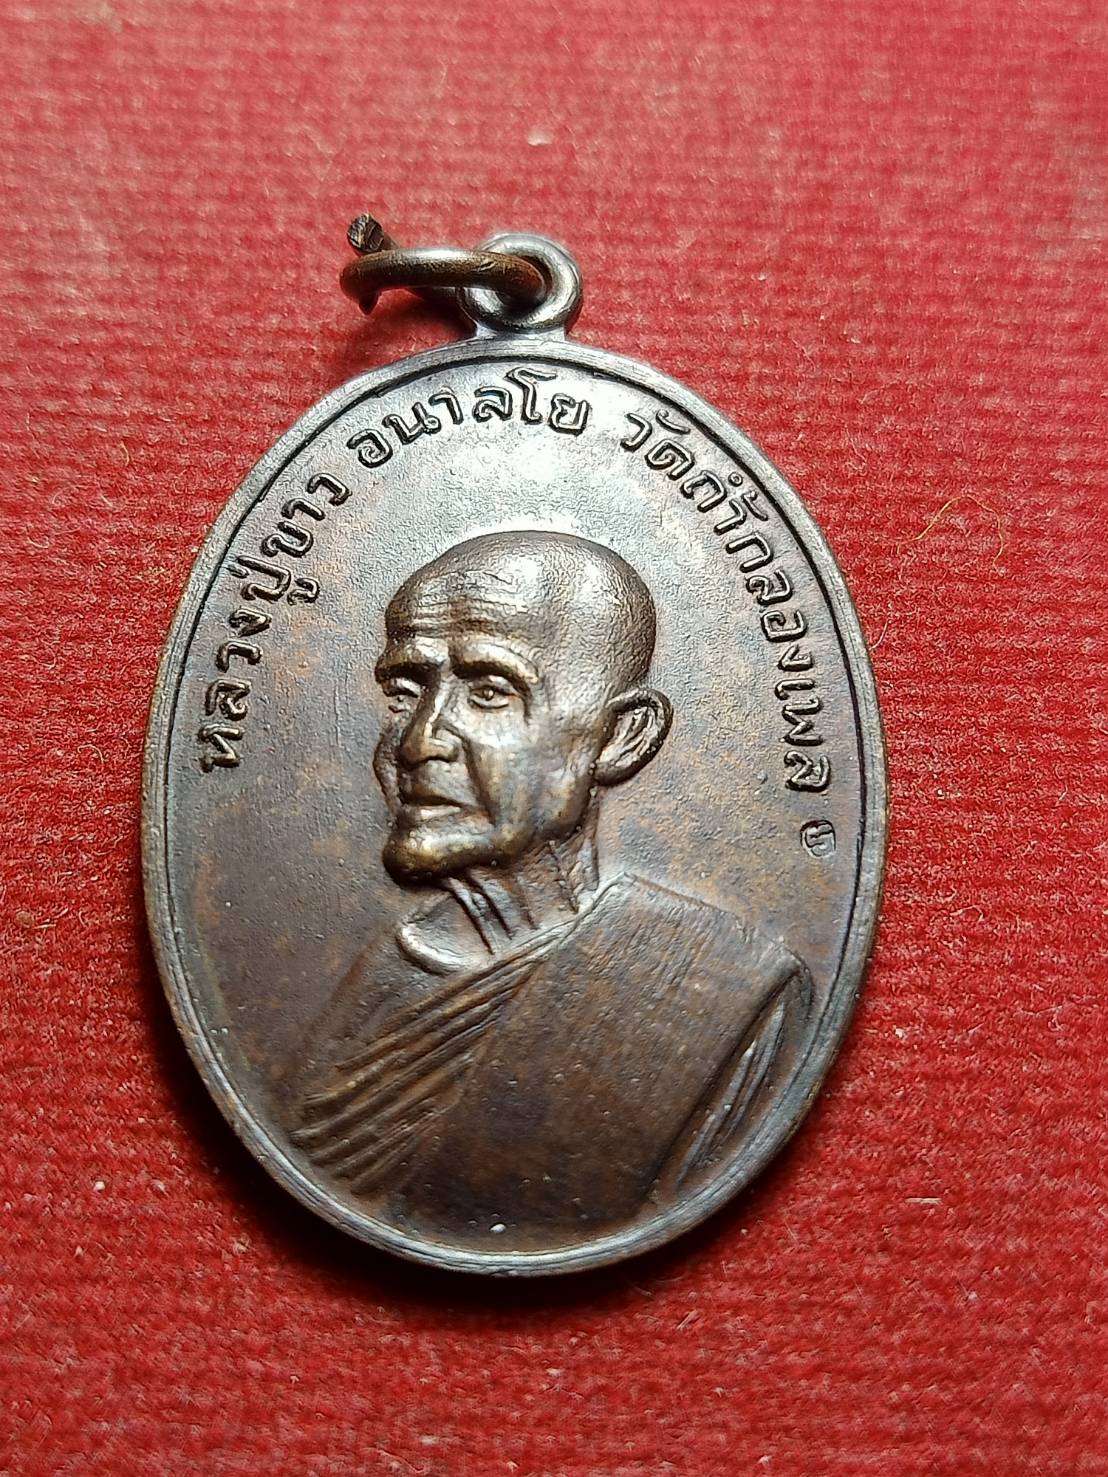 หลวงปู่ขาว อนาลโย วัดถ้ำกลองเพล